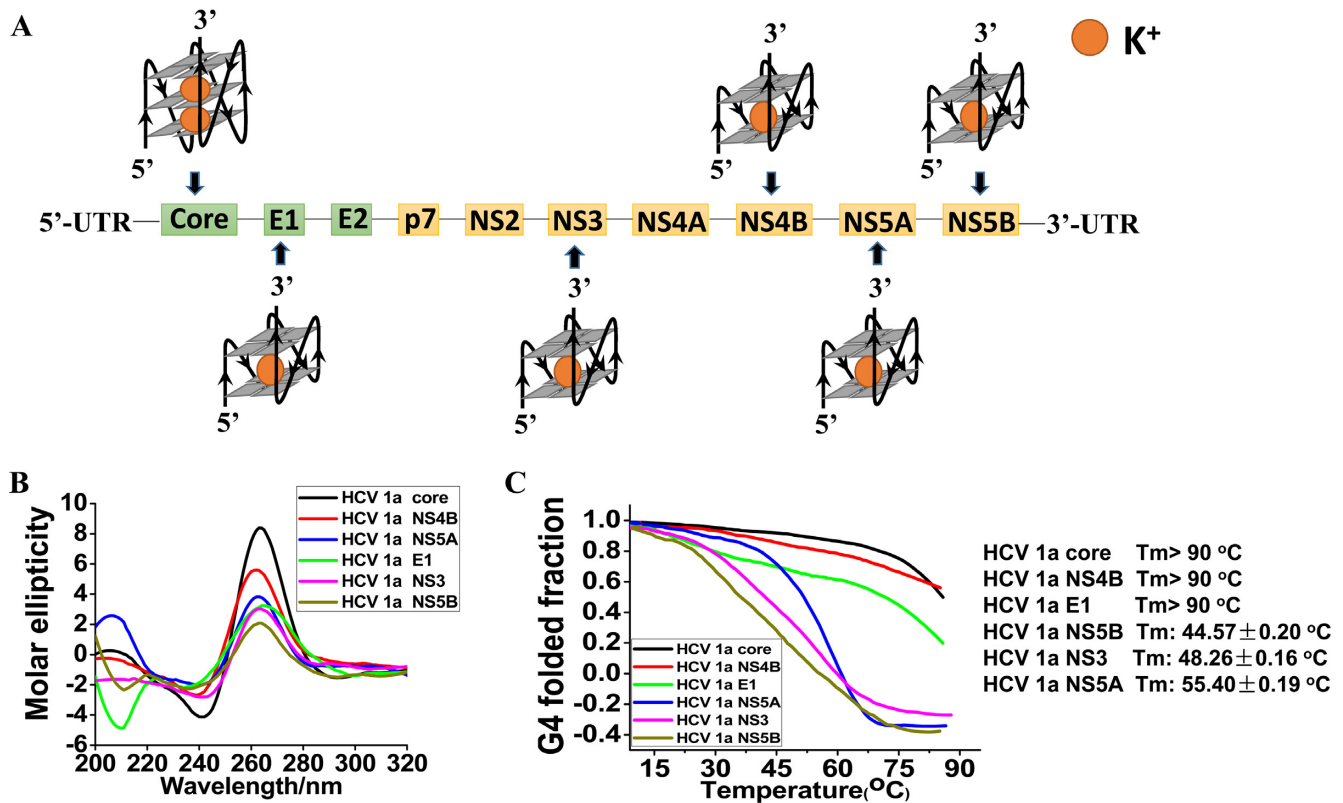 A
3'
3'
3'
K+
5'
5'
5'
5'-UTR Core E1 E2 p7 NS2 NS3 NS4A NS4B NS5A NS5B 3'-UTR
3'
3'
3'
5'
5'
5'
B
Molar ellipticity
10
8
6
4
2
0
-2
-4
-6
HCV 1a core
HCV 1a NS4B
HCV 1a NS5A
HCV 1a E1
HCV 1a NS3
HCV 1a NS5B
200 220 240 260 280 300 320
Wavelength/nm
C
G4 folded fraction
1.0
0.8
0.6
0.4
0.2
0.0
-0.2
-0.4
HCV 1a core
HCV 1a NS4B
HCV 1a E1
HCV 1a NS5A
HCV 1a NS3
HCV 1a NS5B
15 30 45 60 75 90
Temperature(°C)
HCV 1a core Tm> 90 °C
HCV 1a NS4B Tm> 90 °C
HCV 1a E1 Tm> 90 °C
HCV 1a NS5B Tm: 44.57±0.20 °C
HCV 1a NS3 Tm: 48.26±0.16 °C
HCV 1a NS5A Tm: 55.40±0.19 °C